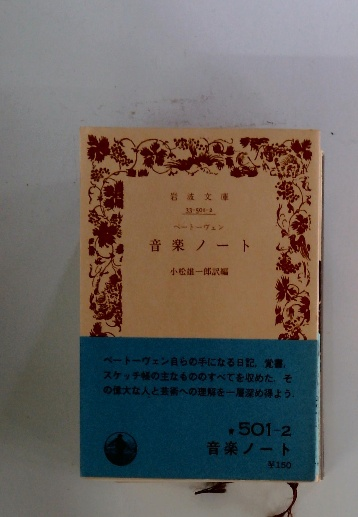 岩波文庫
33-501-2
ベートーヴェン
音楽ノート
小松雄一郎訳編
ベートーヴェン自らの手になる日記，覚書，
スケッチ帳の主なるもののすべてを収めた．そ
の偉大な人と芸術への理解を一層深め得よう．
501-2
音楽ノート
¥150